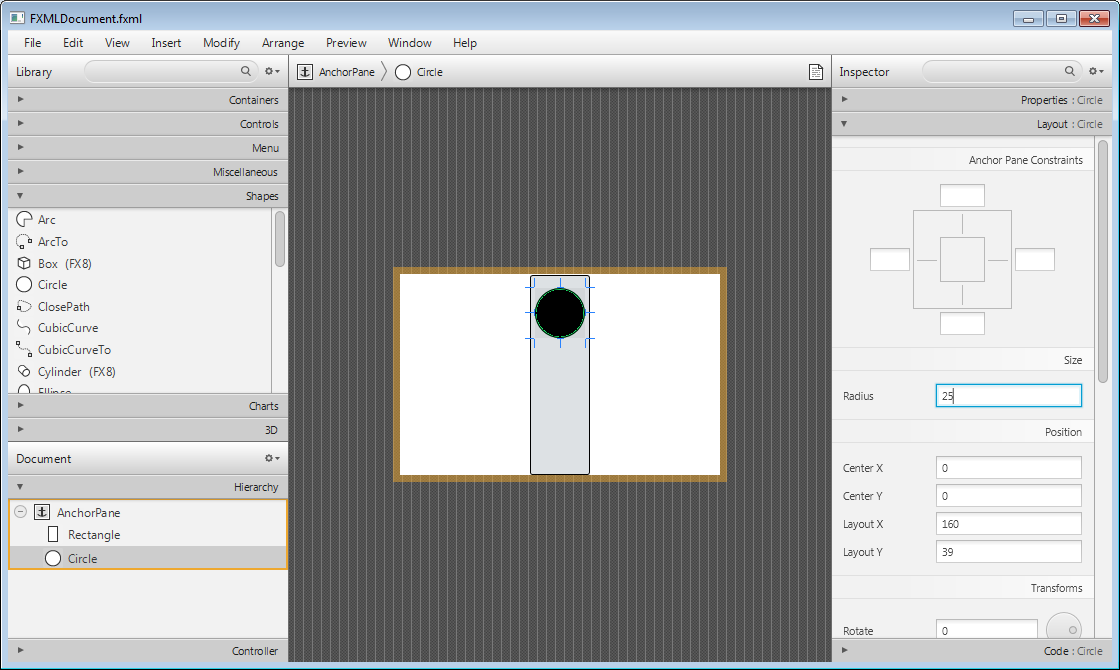 FXMLDocument.fxml
File Edit View Insert Modify Arrange Preview Window Help
Library
AnchorPane Circle
Inspector
Containers
Controls
Menu
Miscellaneous
Shapes
Arc
ArcTo
Box (FX8)
Circle
ClosePath
CubicCurve
CubicCurveTo
Cylinder (FX8)
Ellipse
Charts
3D
Document
Hierarchy
AnchorPane
Rectangle
Circle
Controller
Properties : Circle
Layout : Circle
Anchor Pane Constraints
Size
Radius 25
Position
Center X 0
Center Y 0
Layout X 160
Layout Y 39
Transforms
Rotate 0
Code : Circle